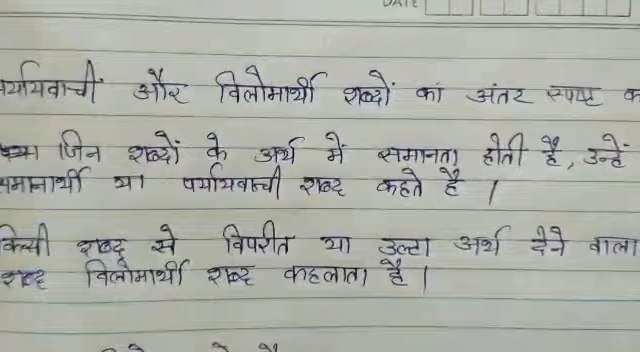 DATE
पर्यायवाची और विलोमार्थी शब्दों का अंतर स्पष्ट क
जिन शब्दों के अर्थ में समानता होती है, उन्हें
समानार्थी या पर्यायवाची शब्द कहते है ।
किसी शब्द से विपरीत या उल्टा अर्थ देने वाला
शब्द विलोमार्थी शब्द कहलाता है ।